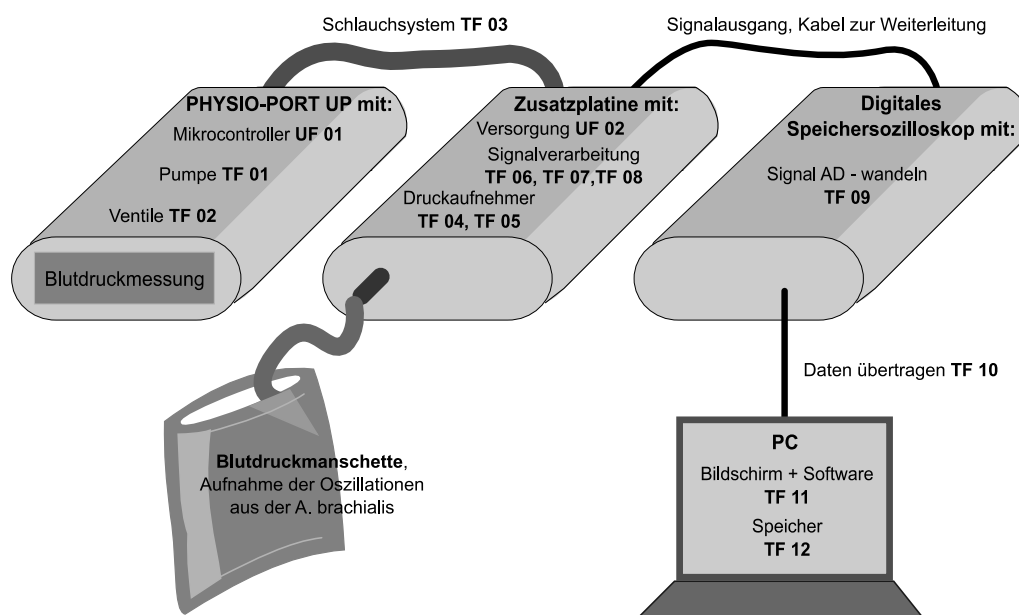 Schlauchsystem TF 03
Signalausgang, Kabel zur Weiterleitung
PHYSIO-PORT UP mit:
Mikrocontroller UF 01
Pumpe TF 01
Ventile TF 02
Blutdruckmessung
Zusatzplatine mit:
Versorgung UF 02
Signalverarbeitung
TF 06, TF 07,TF 08
Druckaufnehmer
TF 04, TF 05
Digitales
Speichersozilloskop mit:
Signal AD - wandeln
TF 09
Daten übertragen TF 10
Blutdruckmanschette,
Aufnahme der Oszillationen
aus der A. brachialis
PC
Bildschirm + Software
TF 11
Speicher
TF 12